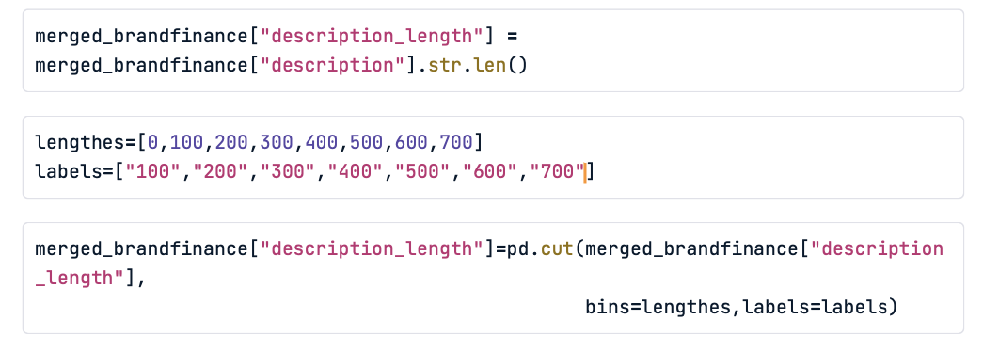 merged_brandfinance["description_length"] =
merged_brandfinance["description"].str.len()
lengthes=[0,100,200,300,400,500,600,700]
labels=["100","200","300","400","500","600","700"]
merged_brandfinance["description_length"]=pd.cut(merged_brandfinance["description
_length"],
bins=lengthes,labels=labels)